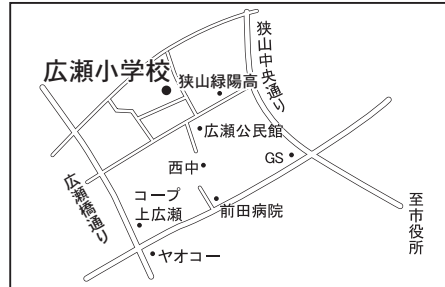 広瀬小学校
狭山緑陽高
狭山中央通り
広瀬公民館
西中
GS
広瀬橋通り
コープ
上広瀬
前田病院
ヤオコー
至市役所